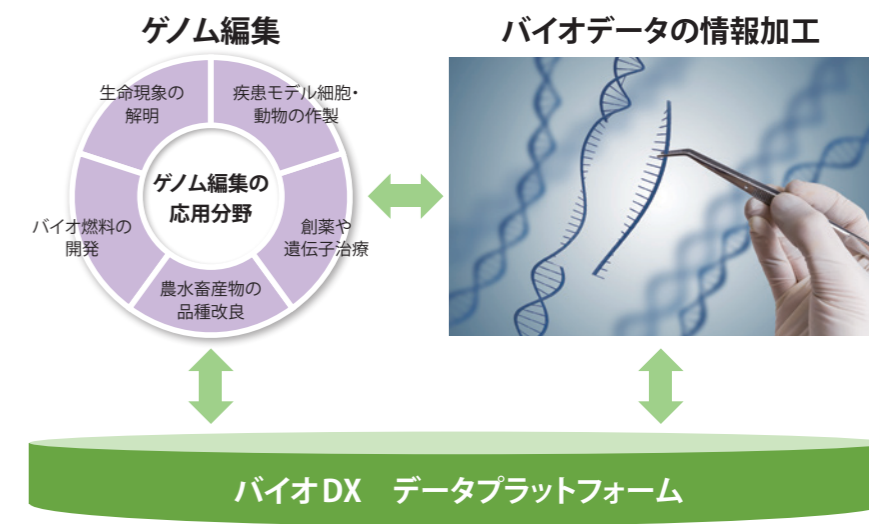 ゲノム編集
バイオデータの情報加工
生命現象の
解明
疾患モデル細胞・
動物の作製
ゲノム編集の
応用分野
バイオ燃料の
開発
創薬や
遺伝子治療
農水畜産物の
品種改良
バイオDX　データプラットフォーム